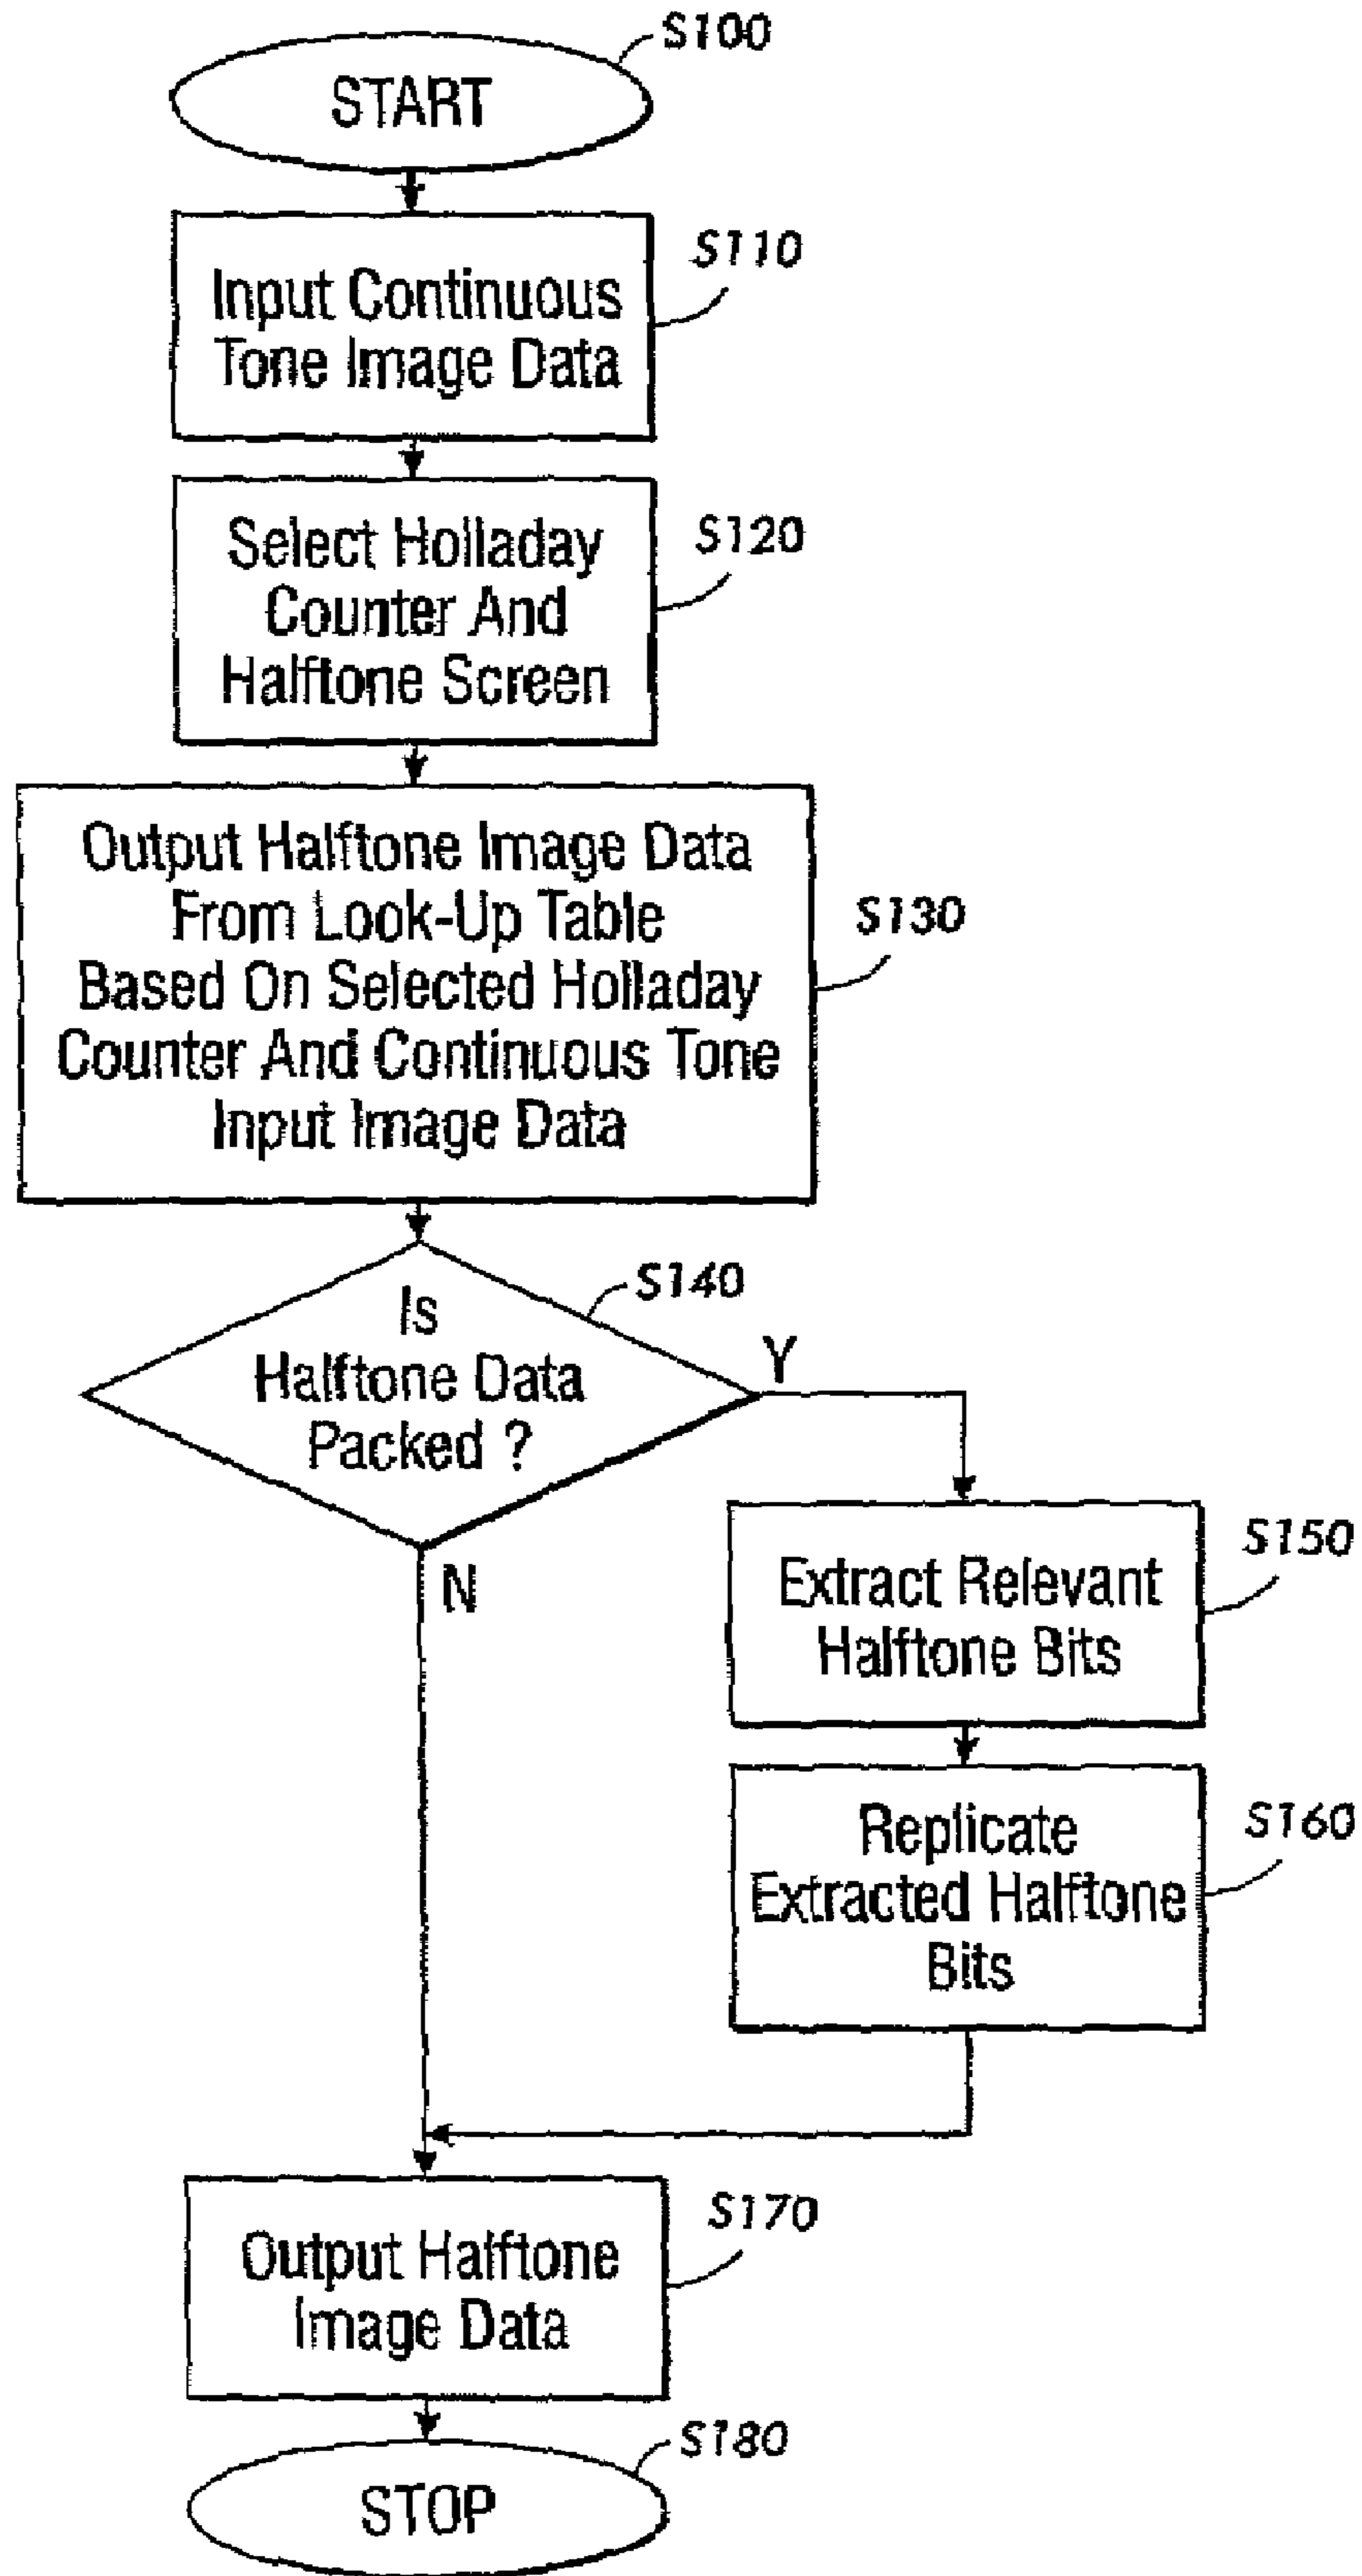 S100
START
S110
Input Continuous
Tone Image Data
S120
Select Holladay
Counter And
Halftone Screen
S130
Output Halftone Image Data
From Look-Up Table
Based On Selected Holladay
Counter And Continuous Tone
Input Image Data
S140
Is
Halftone Data
Packed ?
Y
N
S150
Extract Relevant
Halftone Bits
S160
Replicate
Extracted Halftone
Bits
S170
Output Halftone
Image Data
S180
STOP